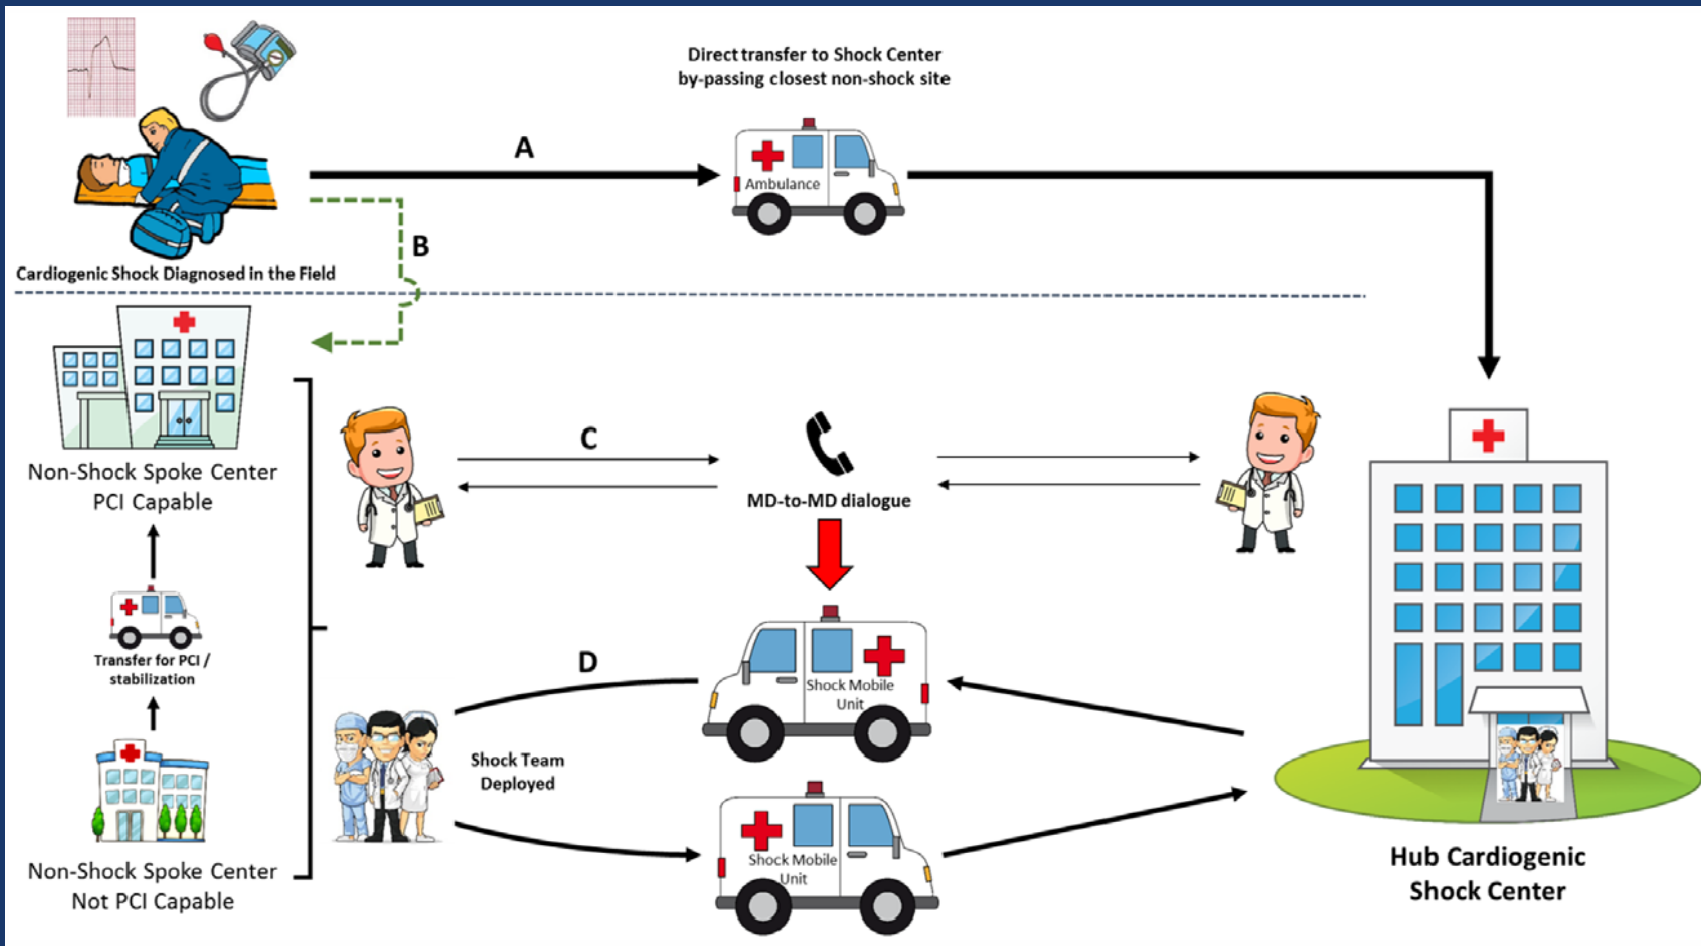 Direct transfer to Shock Center
by-passing closest non-shock site
A
Ambulance
B
Cardiogenic Shock Diagnosed in the Field
Non-Shock Spoke Center
PCI Capable
C
MD-to-MD dialogue
Transfer for PCI /
stabilization
D
Shock Mobile
Unit
Shock Team
Deployed
Shock Mobile
Unit
Non-Shock Spoke Center
Not PCI Capable
Hub Cardiogenic
Shock Center